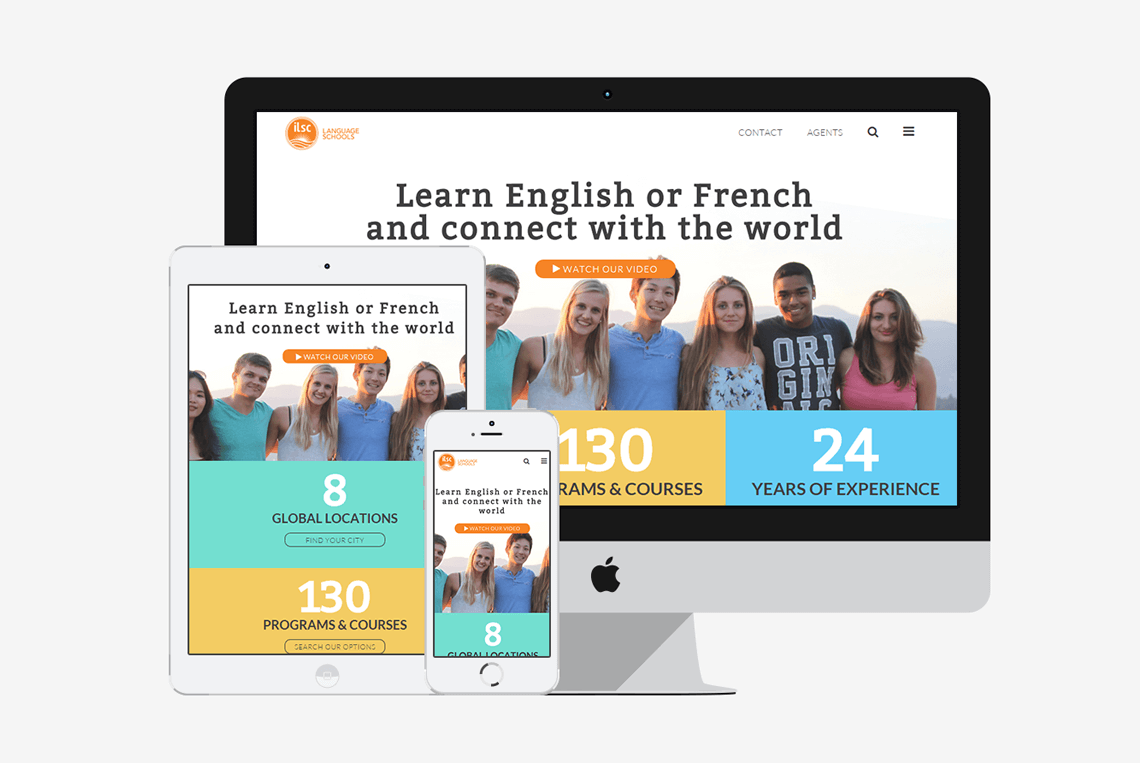 ilsc LANGUAGE
SCHOOLS
CONTACT
AGENTS
Learn English or French
and connect with the world
WATCH OUR VIDEO
ORI
GIN
ALS
130
RAMS & COURSES
24
YEARS OF EXPERIENCE
Learn English or French
and connect with the world
WATCH OUR VIDEO
8
GLOBAL LOCATIONS
FIND YOUR CITY
130
PROGRAMS & COURSES
SEARCH OUR OPTIONS
ilsc LANGUAGE
SCHOOLS
Learn English or French
and connect with the
world
WATCH OUR VIDEO
8
GLOBAL LOCATIONS